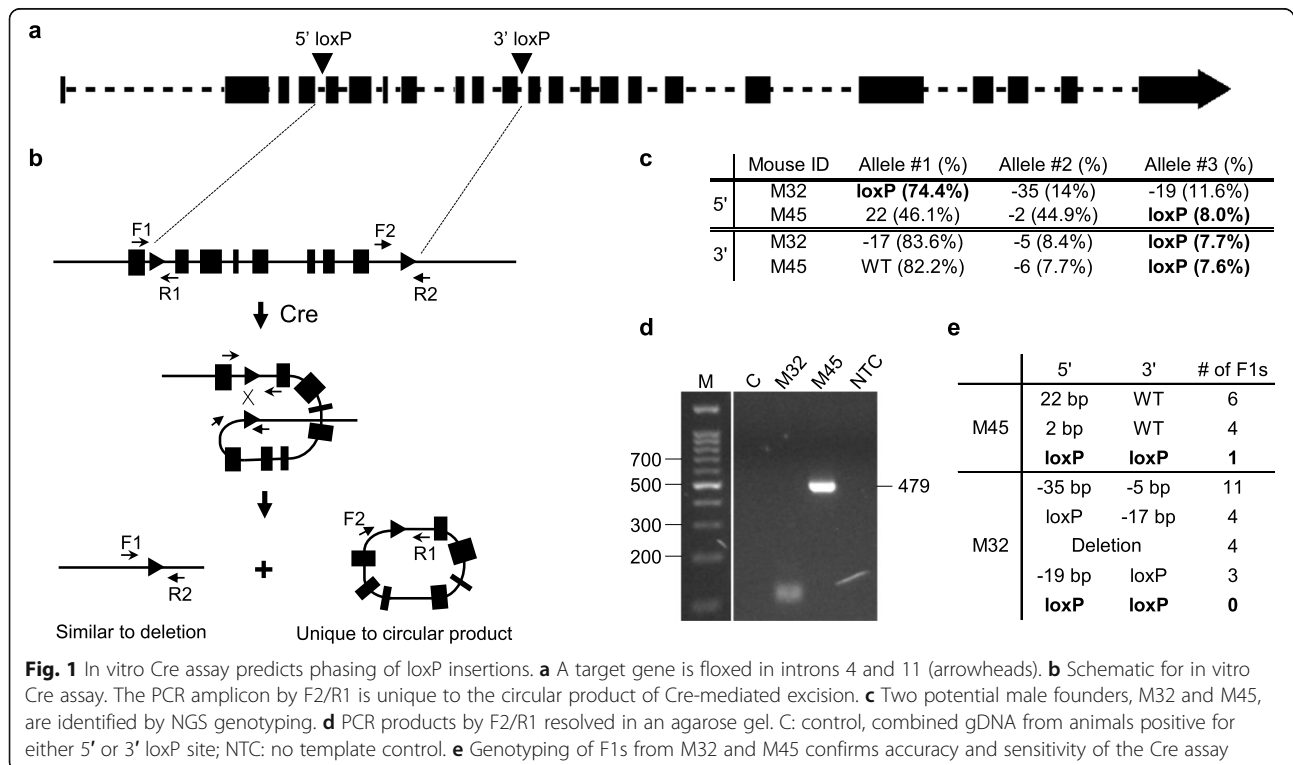 a
5' loxP 3' loxP
b
F1 F2
R1 R2
Cre
X
F1
R2
+
F2
R1
Similar to deletion Unique to circular product
c
Mouse ID Allele #1 (%) Allele #2 (%) Allele #3 (%)
5' M32 loxP (74.4%) -35 (14%) -19 (11.6%)
M45 22 (46.1%) -2 (44.9%) loxP (8.0%)
3' M32 -17 (83.6%) -5 (8.4%) loxP (7.7%)
M45 WT (82.2%) -6 (7.7%) loxP (7.6%)
d
M C M32 M45 NTC
700
500 479
300
200
e
5' 3' # of F1s
M45 22 bp WT 6
2 bp WT 4
loxP loxP 1
M32 -35 bp -5 bp 11
loxP -17 bp 4
Deletion 4
-19 bp loxP 3
loxP loxP 0
Fig. 1 In vitro Cre assay predicts phasing of loxP insertions. a A target gene is floxed in introns 4 and 11 (arrowheads). b Schematic for in vitro
Cre assay. The PCR amplicon by F2/R1 is unique to the circular product of Cre-mediated excision. c Two potential male founders, M32 and M45,
are identified by NGS genotyping. d PCR products by F2/R1 resolved in an agarose gel. C: control, combined gDNA from animals positive for
either 5′ or 3′ loxP site; NTC: no template control. e Genotyping of F1s from M32 and M45 confirms accuracy and sensitivity of the Cre assay